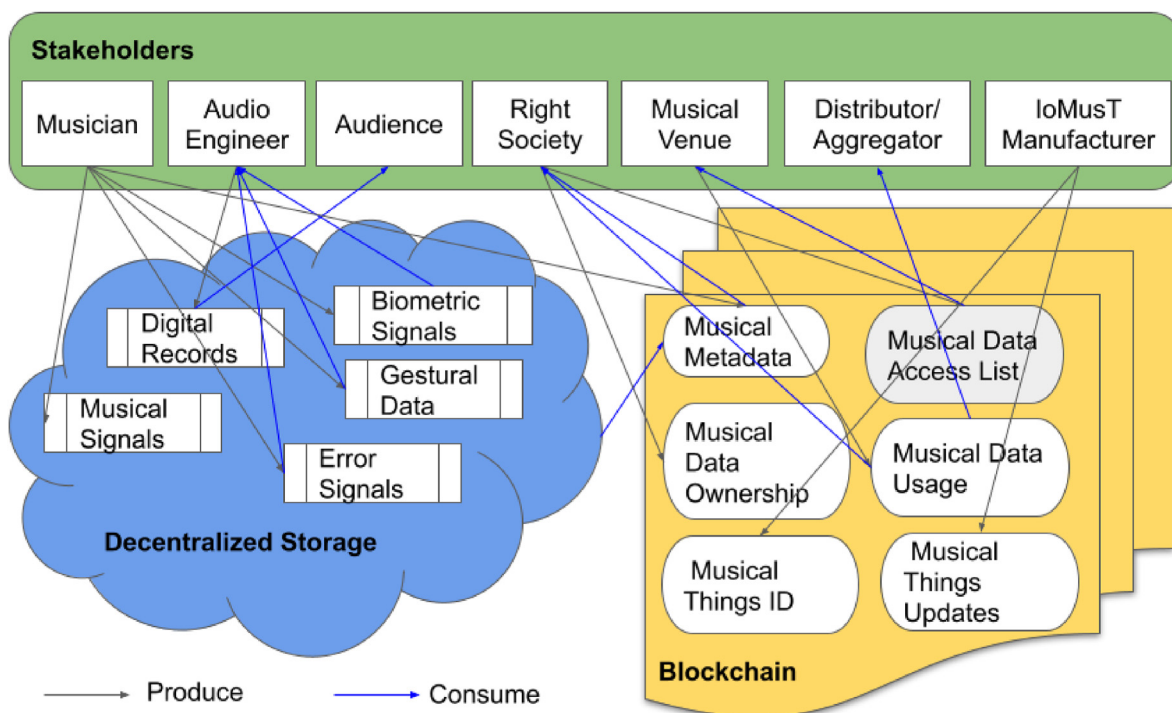 Stakeholders
Musician
Audio
Engineer
Audience
Right
Society
Musical
Venue
Distributor/
Aggregator
IoMusT
Manufacturer
Digital
Records
Biometric
Signals
Gestural
Data
Musical
Signals
Error
Signals
Decentralized Storage
Musical
Metadata
Musical Data
Access List
Musical
Data
Ownership
Musical Data
Usage
Musical
Things ID
Musical
Things
Updates
Blockchain
Produce
Consume